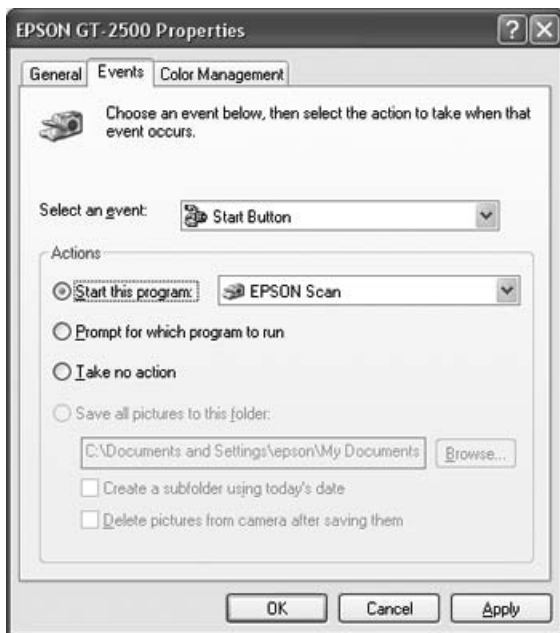 EPSON GT-2500 Properties
General Events Color Management
Choose an event below, then select the action to take when that
event occurs.
Select an event: Start Button
Actions
Start this program: EPSON Scan
Prompt for which program to run
Take no action
Save all pictures to this folder:
C:\Documents and Settings\epson\My Documents Browse...
Create a subfolder using today's date
Delete pictures from camera after saving them
OK Cancel Apply